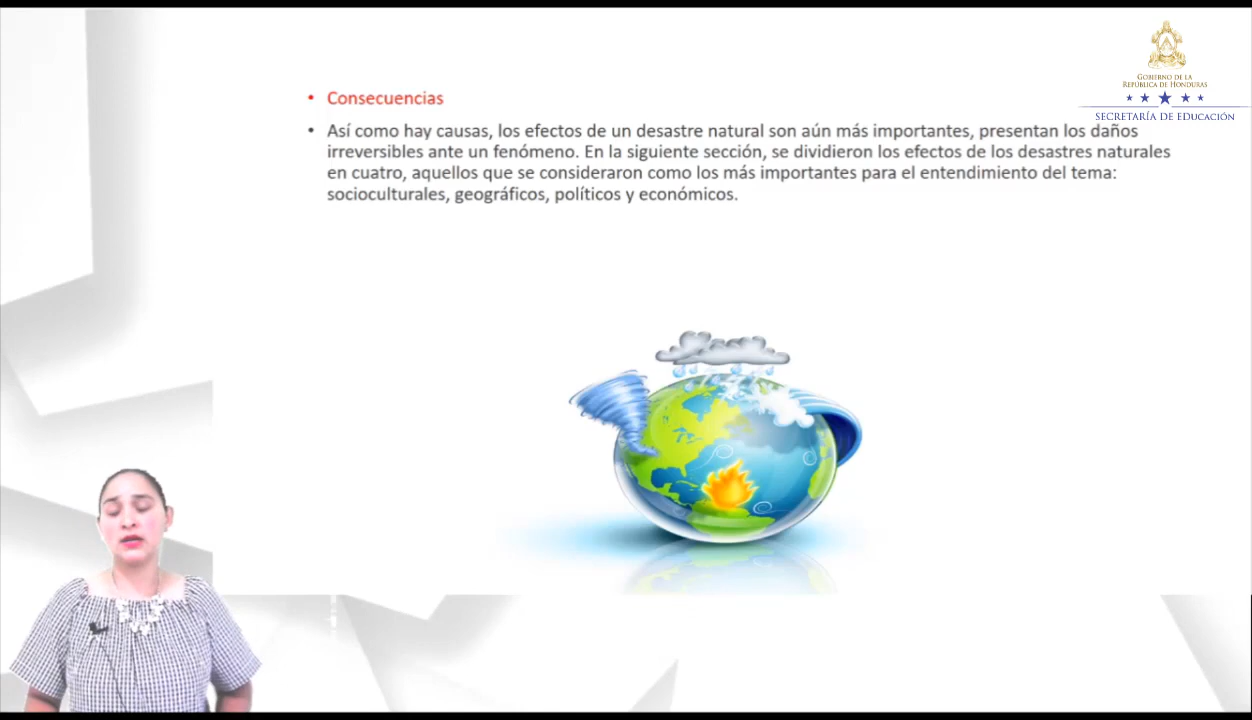 GOBIERNO DE LA
REPÚBLICA DE HONDURAS
SECRETARÍA DE EDUCACIÓN
• Consecuencias
• Así como hay causas, los efectos de un desastre natural son aún más importantes, presentan los daños
irreversibles ante un fenómeno. En la siguiente sección, se dividieron los efectos de los desastres naturales
en cuatro, aquellos que se consideraron como los más importantes para el entendimiento del tema:
socioculturales, geográficos, políticos y económicos.